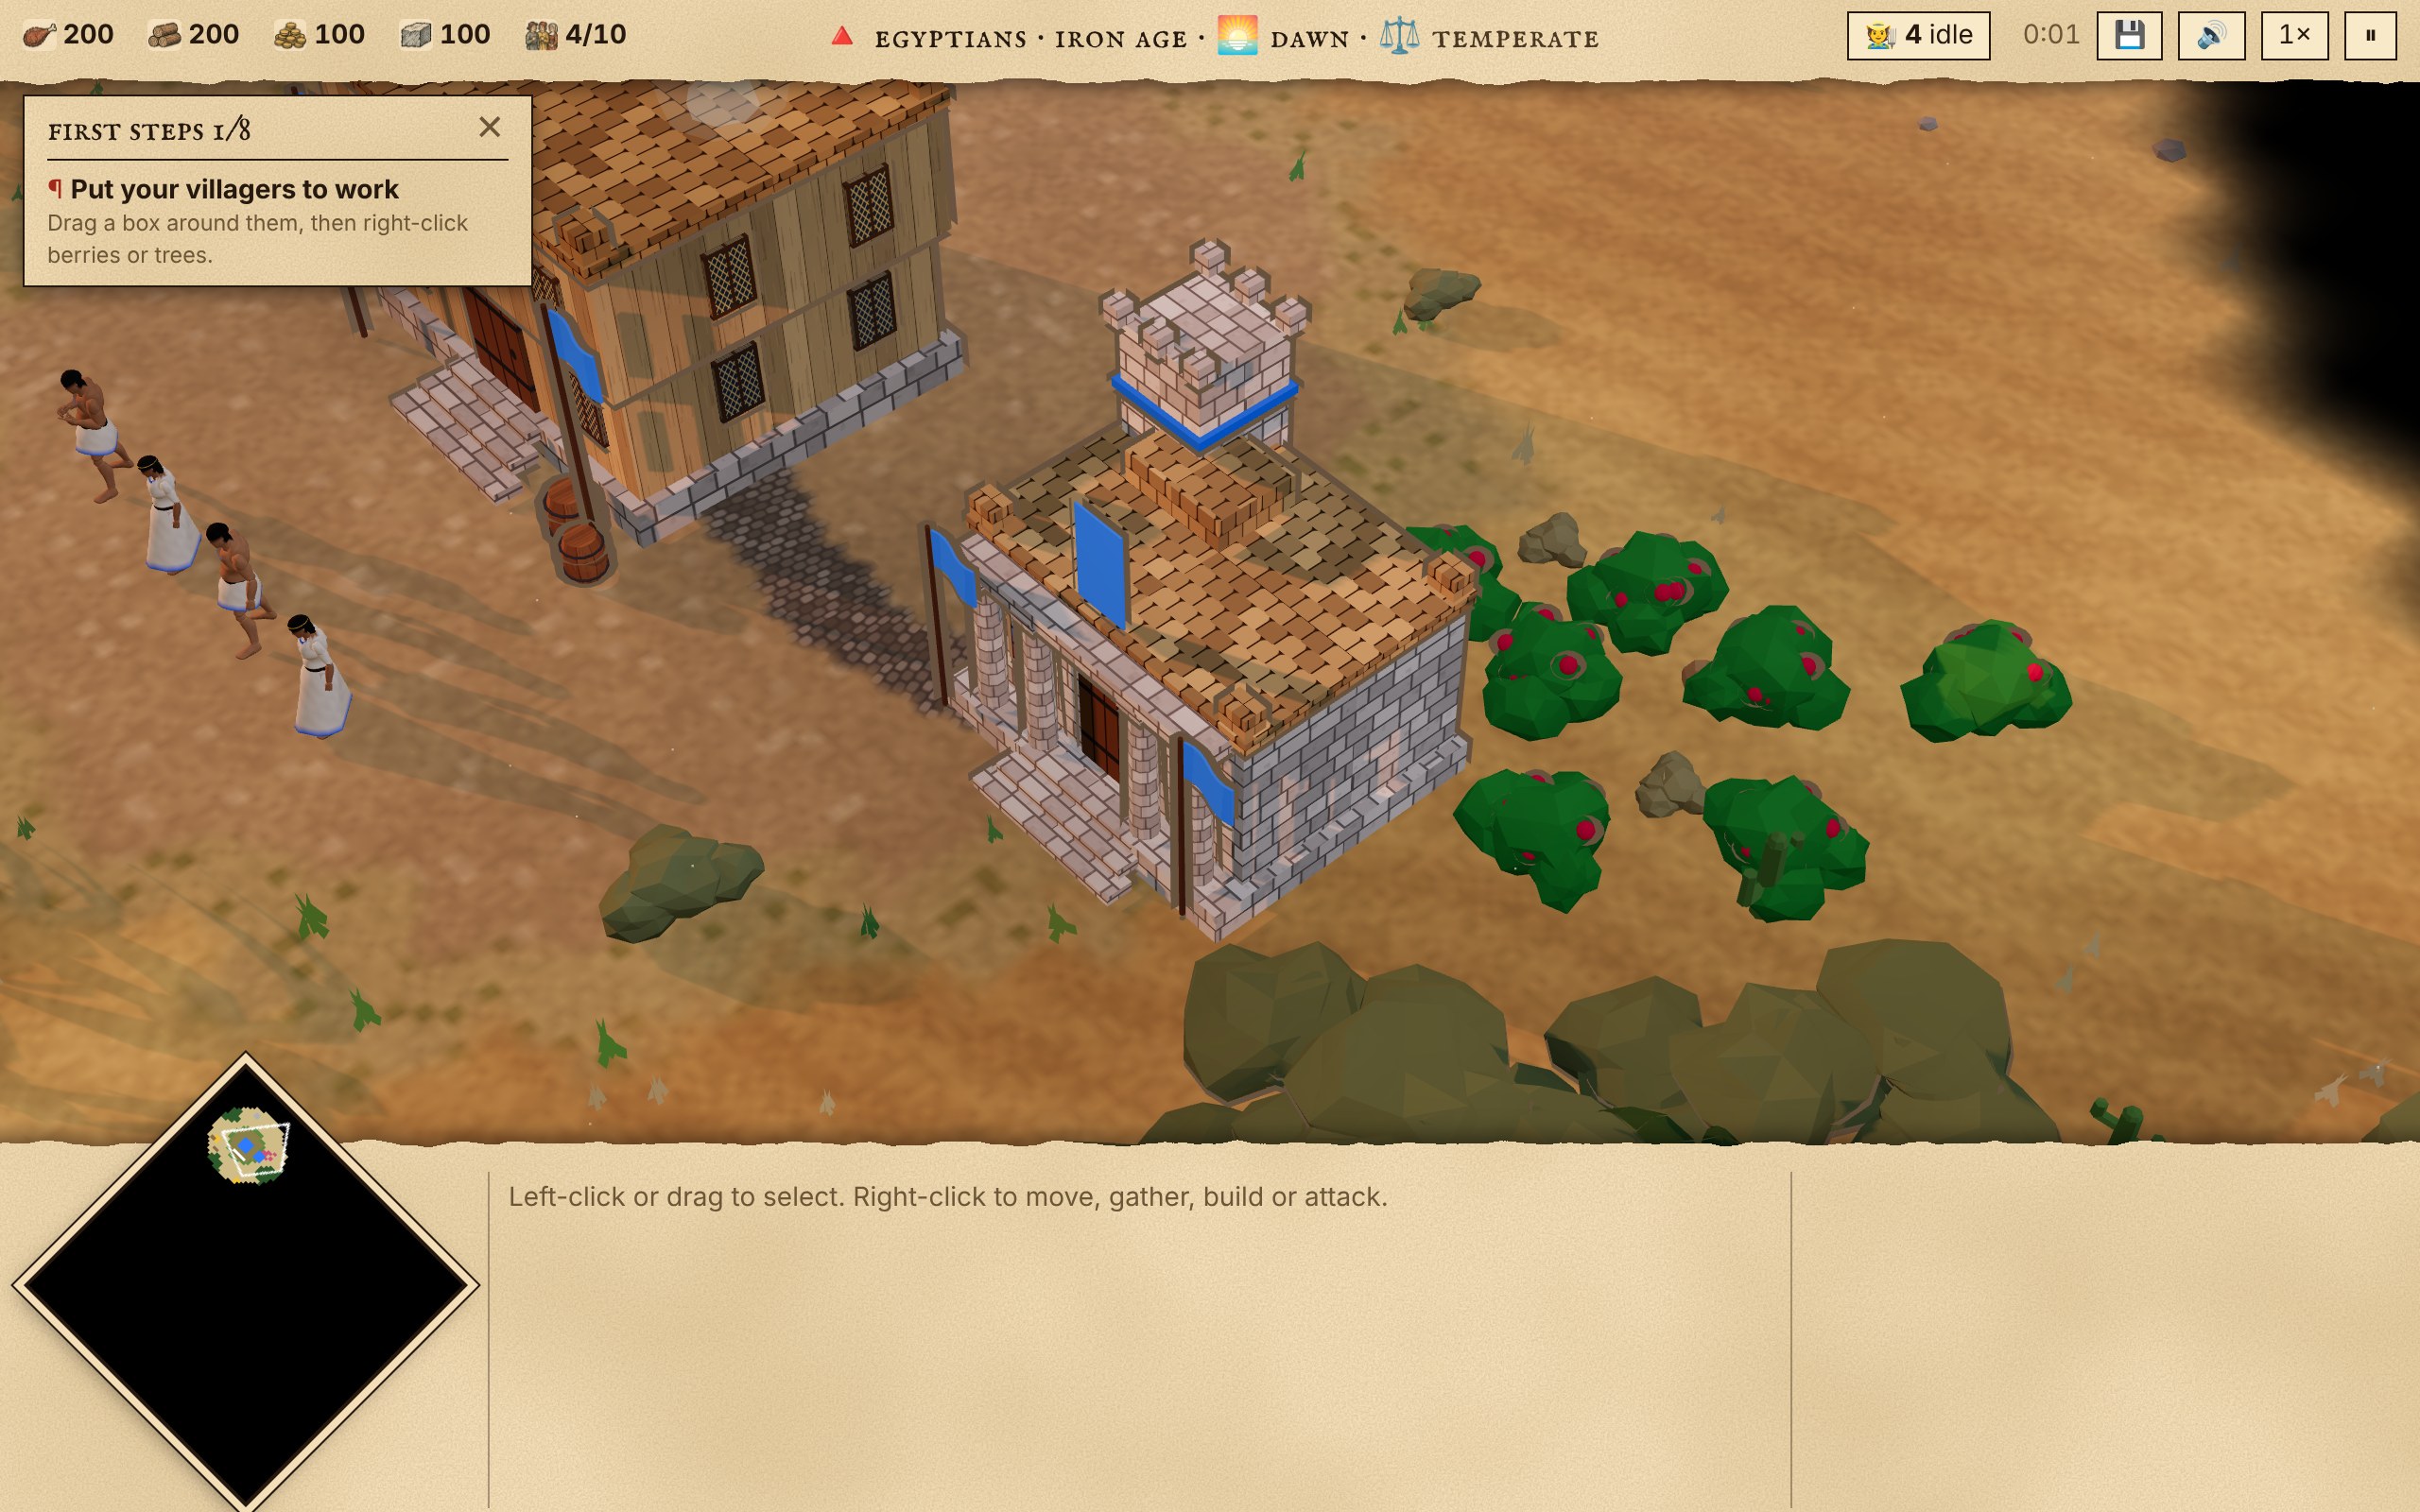 200 200 100 100 4/10
EGYPTIANS · IRON AGE · DAWN · TEMPERATE
4 idle 0:01 1×
FIRST STEPS 1/8
¶ Put your villagers to work
Drag a box around them, then right-click
berries or trees.
Left-click or drag to select. Right-click to move, gather, build or attack.